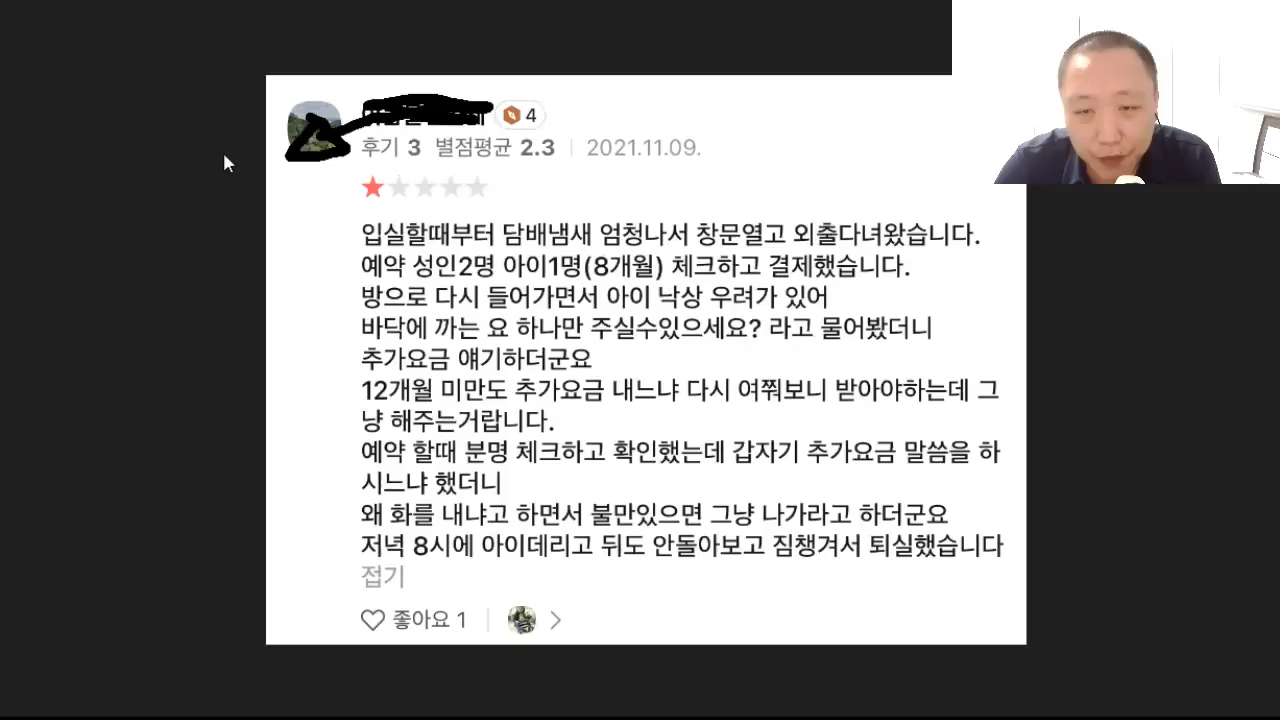 4
후기 3 별점평균 2.3 2021.11.09.
입실할때부터 담배냄새 엄청나서 창문열고 외출다녀왔습니다.
예약 성인2명 아이1명(8개월) 체크하고 결제했습니다.
방으로 다시 들어가면서 아이 낙상 우려가 있어
바닥에 까는 요 하나만 주실수있으세요? 라고 물어봤더니
추가요금 얘기하더군요
12개월 미만도 추가요금 내느냐 다시 여쭤보니 받아야하는데 그
냥 해주는거랍니다.
예약 할때 분명 체크하고 확인했는데 갑자기 추가요금 말씀을 하
시느냐 했더니
왜 화를 내냐고 하면서 불만있으면 그냥 나가라고 하더군요
저녁 8시에 아이데리고 뒤도 안돌아보고 짐챙겨서 퇴실했습니다
접기
좋아요 1